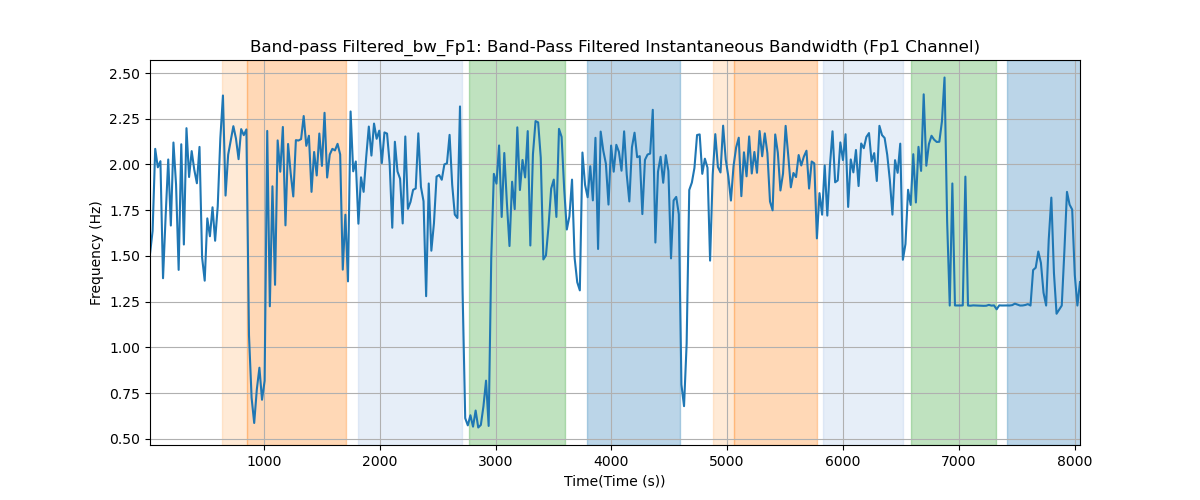 Band-pass Filtered_bw_Fp1: Band-Pass Filtered Instantaneous Bandwidth (Fp1 Channel)
2.50
2.25
2.00
1.75
1.50
1.25
1.00
0.75
0.50
Frequency (Hz)
1000 2000 3000 4000 5000 6000 7000 8000
Time(Time (s))